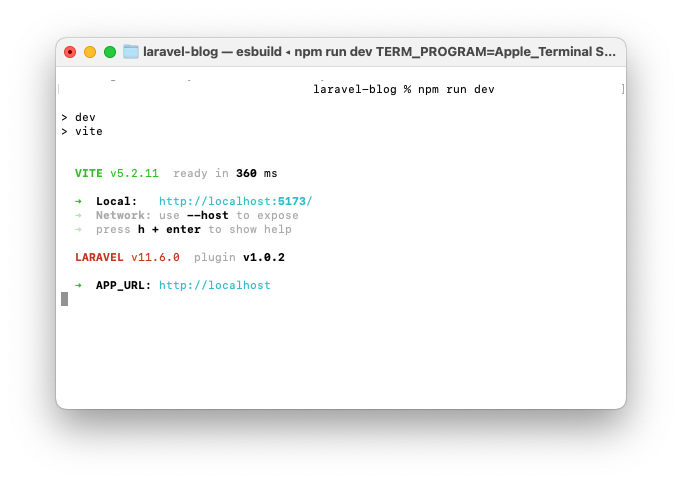 laravel-blog — esbuild ◂ npm run dev TERM_PROGRAM=Apple_Terminal S...
[ laravel-blog % npm run dev ]
> dev
> vite
VITE v5.2.11 ready in 360 ms
➜ Local: http://localhost:5173/
➜ Network: use --host to expose
➜ press h + enter to show help
LARAVEL v11.6.0 plugin v1.0.2
➜ APP_URL: http://localhost